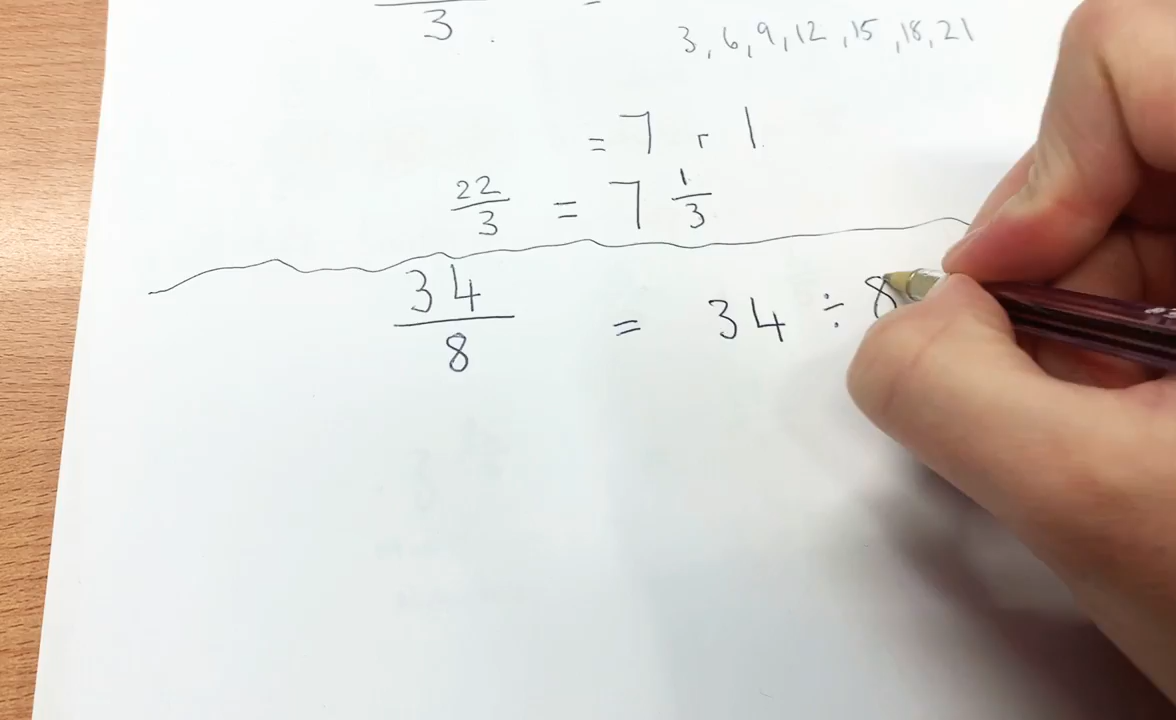 3 . =
3, 6, 9, 12, 15, 18, 21
= 7 r 1
22/3 = 7 1/3
34/8 = 34 ÷ 8